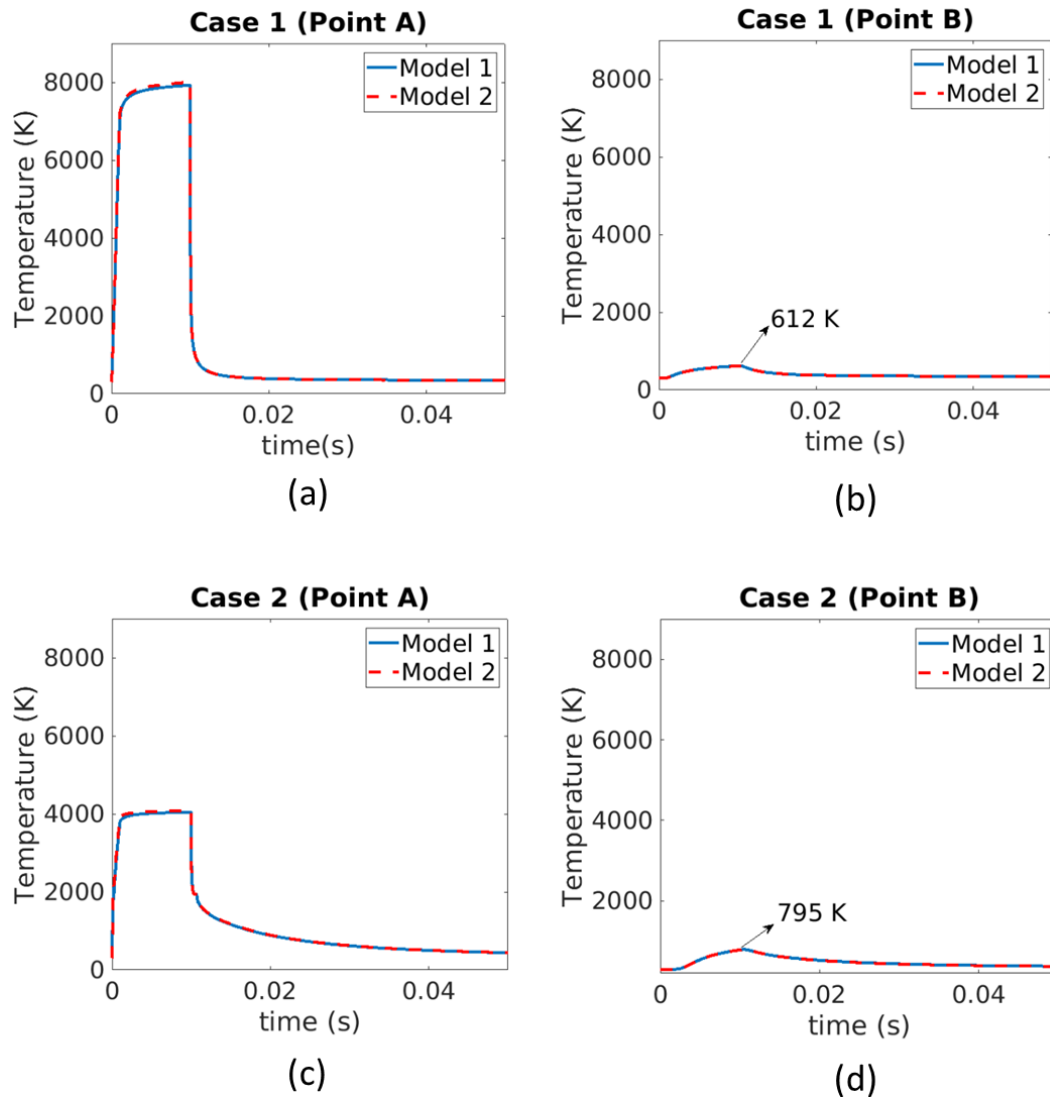 Case 1 (Point A)
Model 1
Model 2
8000
6000
4000
2000
0
Temperature (K)
0 0.02 0.04
time(s)
(a)
Case 1 (Point B)
Model 1
Model 2
8000
6000
4000
2000
0
Temperature (K)
612 K
0 0.02 0.04
time (s)
(b)
Case 2 (Point A)
Model 1
Model 2
8000
6000
4000
2000
0
Temperature (K)
0 0.02 0.04
time (s)
(c)
Case 2 (Point B)
Model 1
Model 2
8000
6000
4000
2000
Temperature (K)
795 K
0 0.02 0.04
time (s)
(d)